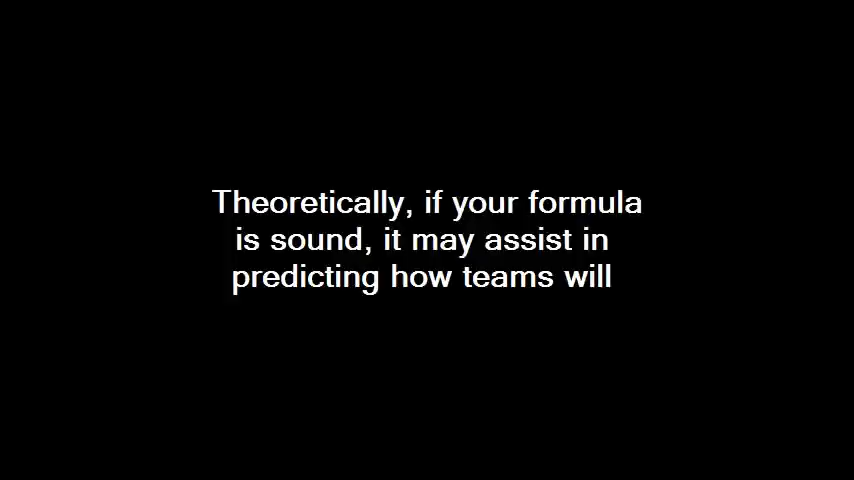 Theoretically, if your formula
is sound, it may assist in
predicting how teams will